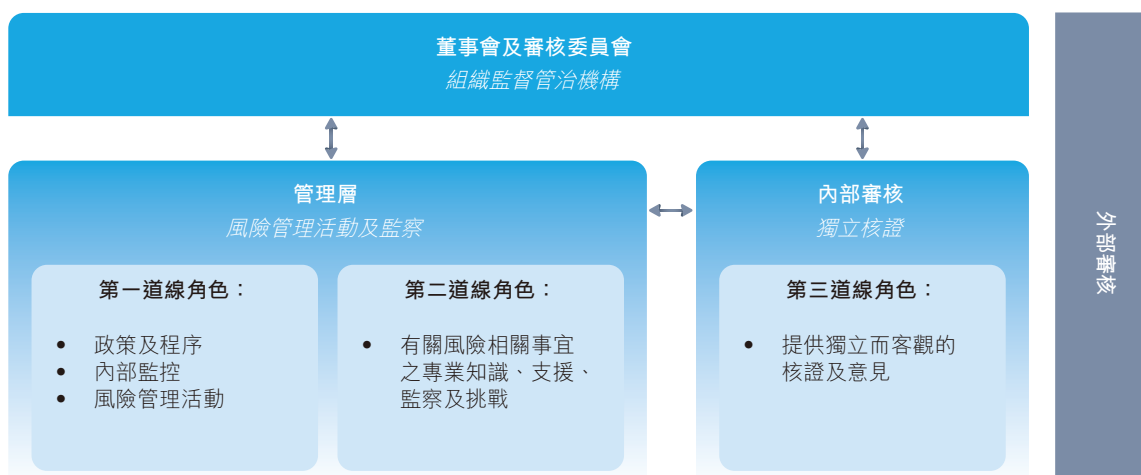 董事會及審核委員會
組織監督管治機構
管理層
風險管理活動及監察
第一道線角色：
• 政策及程序
• 內部監控
• 風險管理活動
第二道線角色：
• 有關風險相關事宜
之專業知識、支援、
監察及挑戰
內部審核
獨立核證
第三道線角色：
• 提供獨立而客觀的
核證及意見
外部審核